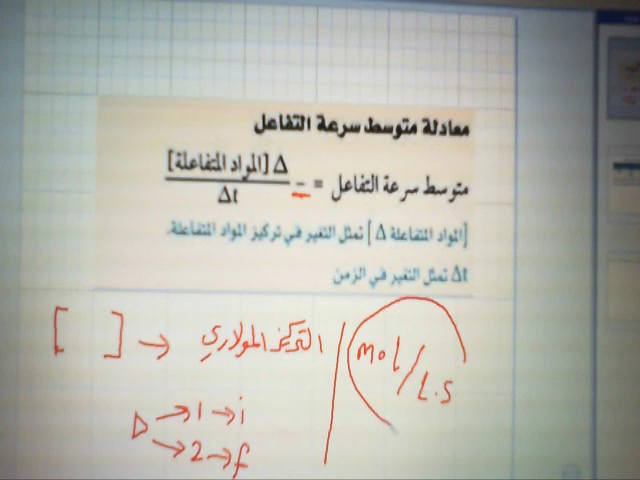 معادلة متوسط سرعة التفاعل
متوسط سرعة التفاعل = − Δ [المواد المتفاعلة] / Δt
[المواد المتفاعلة Δ] تمثل التغير في تركيز المواد المتفاعلة.
Δt تمثل التغير في الزمن
[ ] → التركيز المولاري
mol/L.S
Δ → 1 → i
→ 2 → f